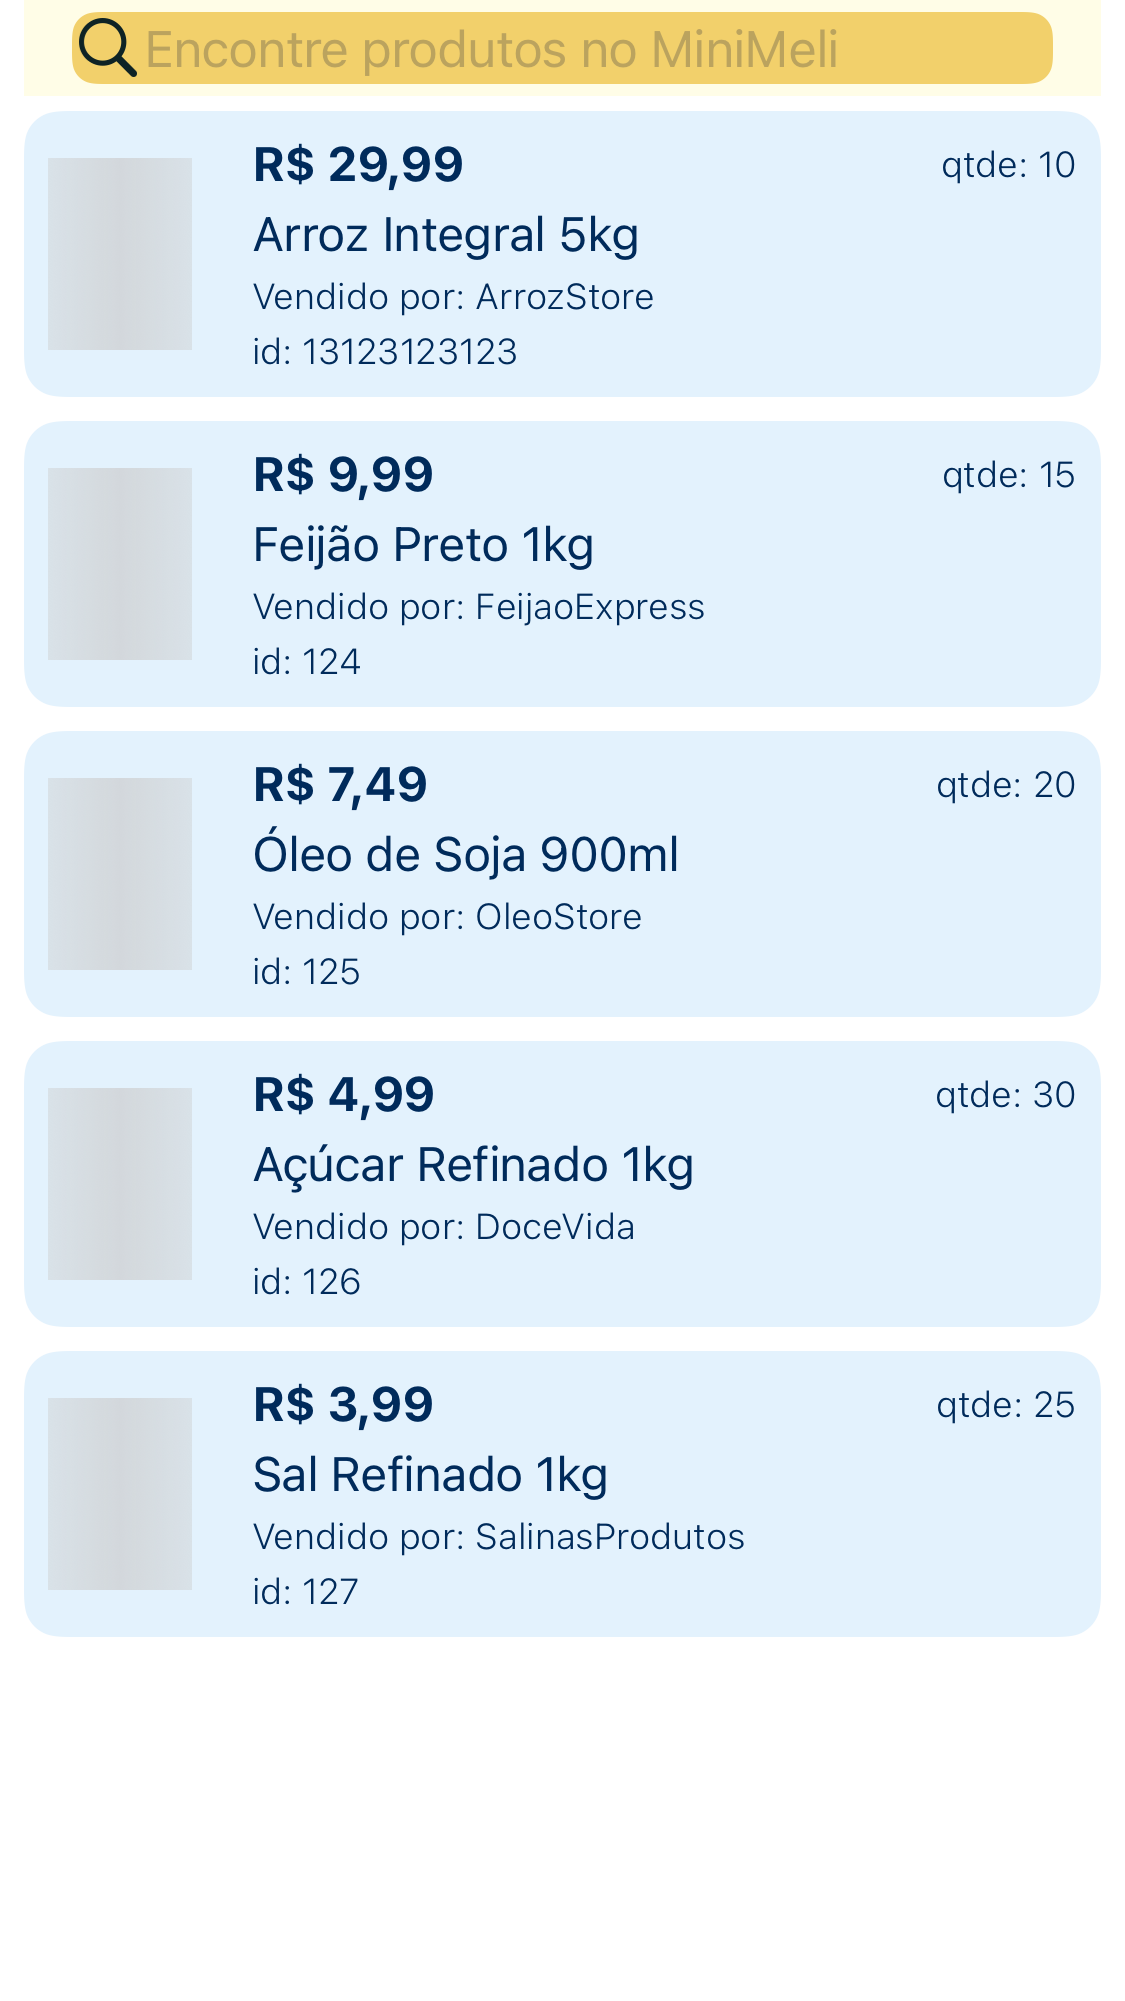 Encontre produtos no MiniMeli
R$ 29,99
qtde: 10
Arroz Integral 5kg
Vendido por: ArrozStore
id: 13123123123
R$ 9,99
qtde: 15
Feijão Preto 1kg
Vendido por: FeijaoExpress
id: 124
R$ 7,49
qtde: 20
Óleo de Soja 900ml
Vendido por: OleoStore
id: 125
R$ 4,99
qtde: 30
Açúcar Refinado 1kg
Vendido por: DoceVida
id: 126
R$ 3,99
qtde: 25
Sal Refinado 1kg
Vendido por: SalinasProdutos
id: 127